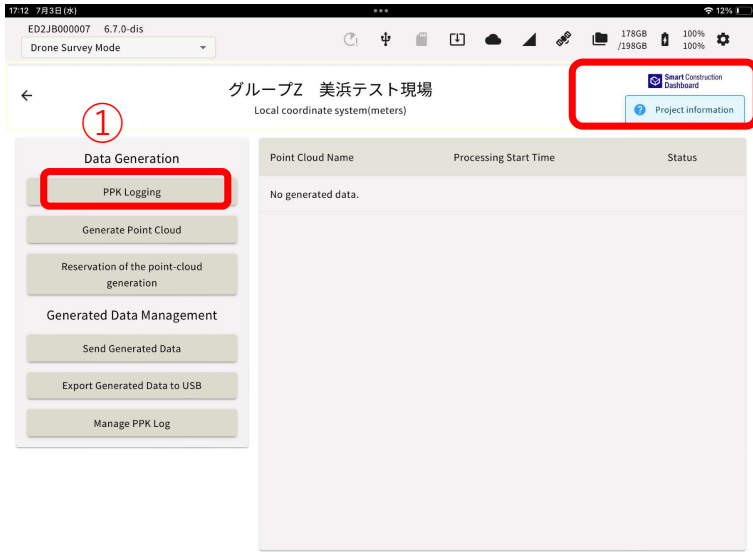 17:12 7月3日(水)
12%
ED2JB000007 6.7.0-dis
Drone Survey Mode
178GB
/198GB
100%
100%
グループZ 美浜テスト現場
Local coordinate system(meters)
Smart Construction
Dashboard
? Project information
①
Data Generation
PPK Logging
Generate Point Cloud
Reservation of the point-cloud
generation
Generated Data Management
Send Generated Data
Export Generated Data to USB
Manage PPK Log
Point Cloud Name Processing Start Time Status
No generated data.